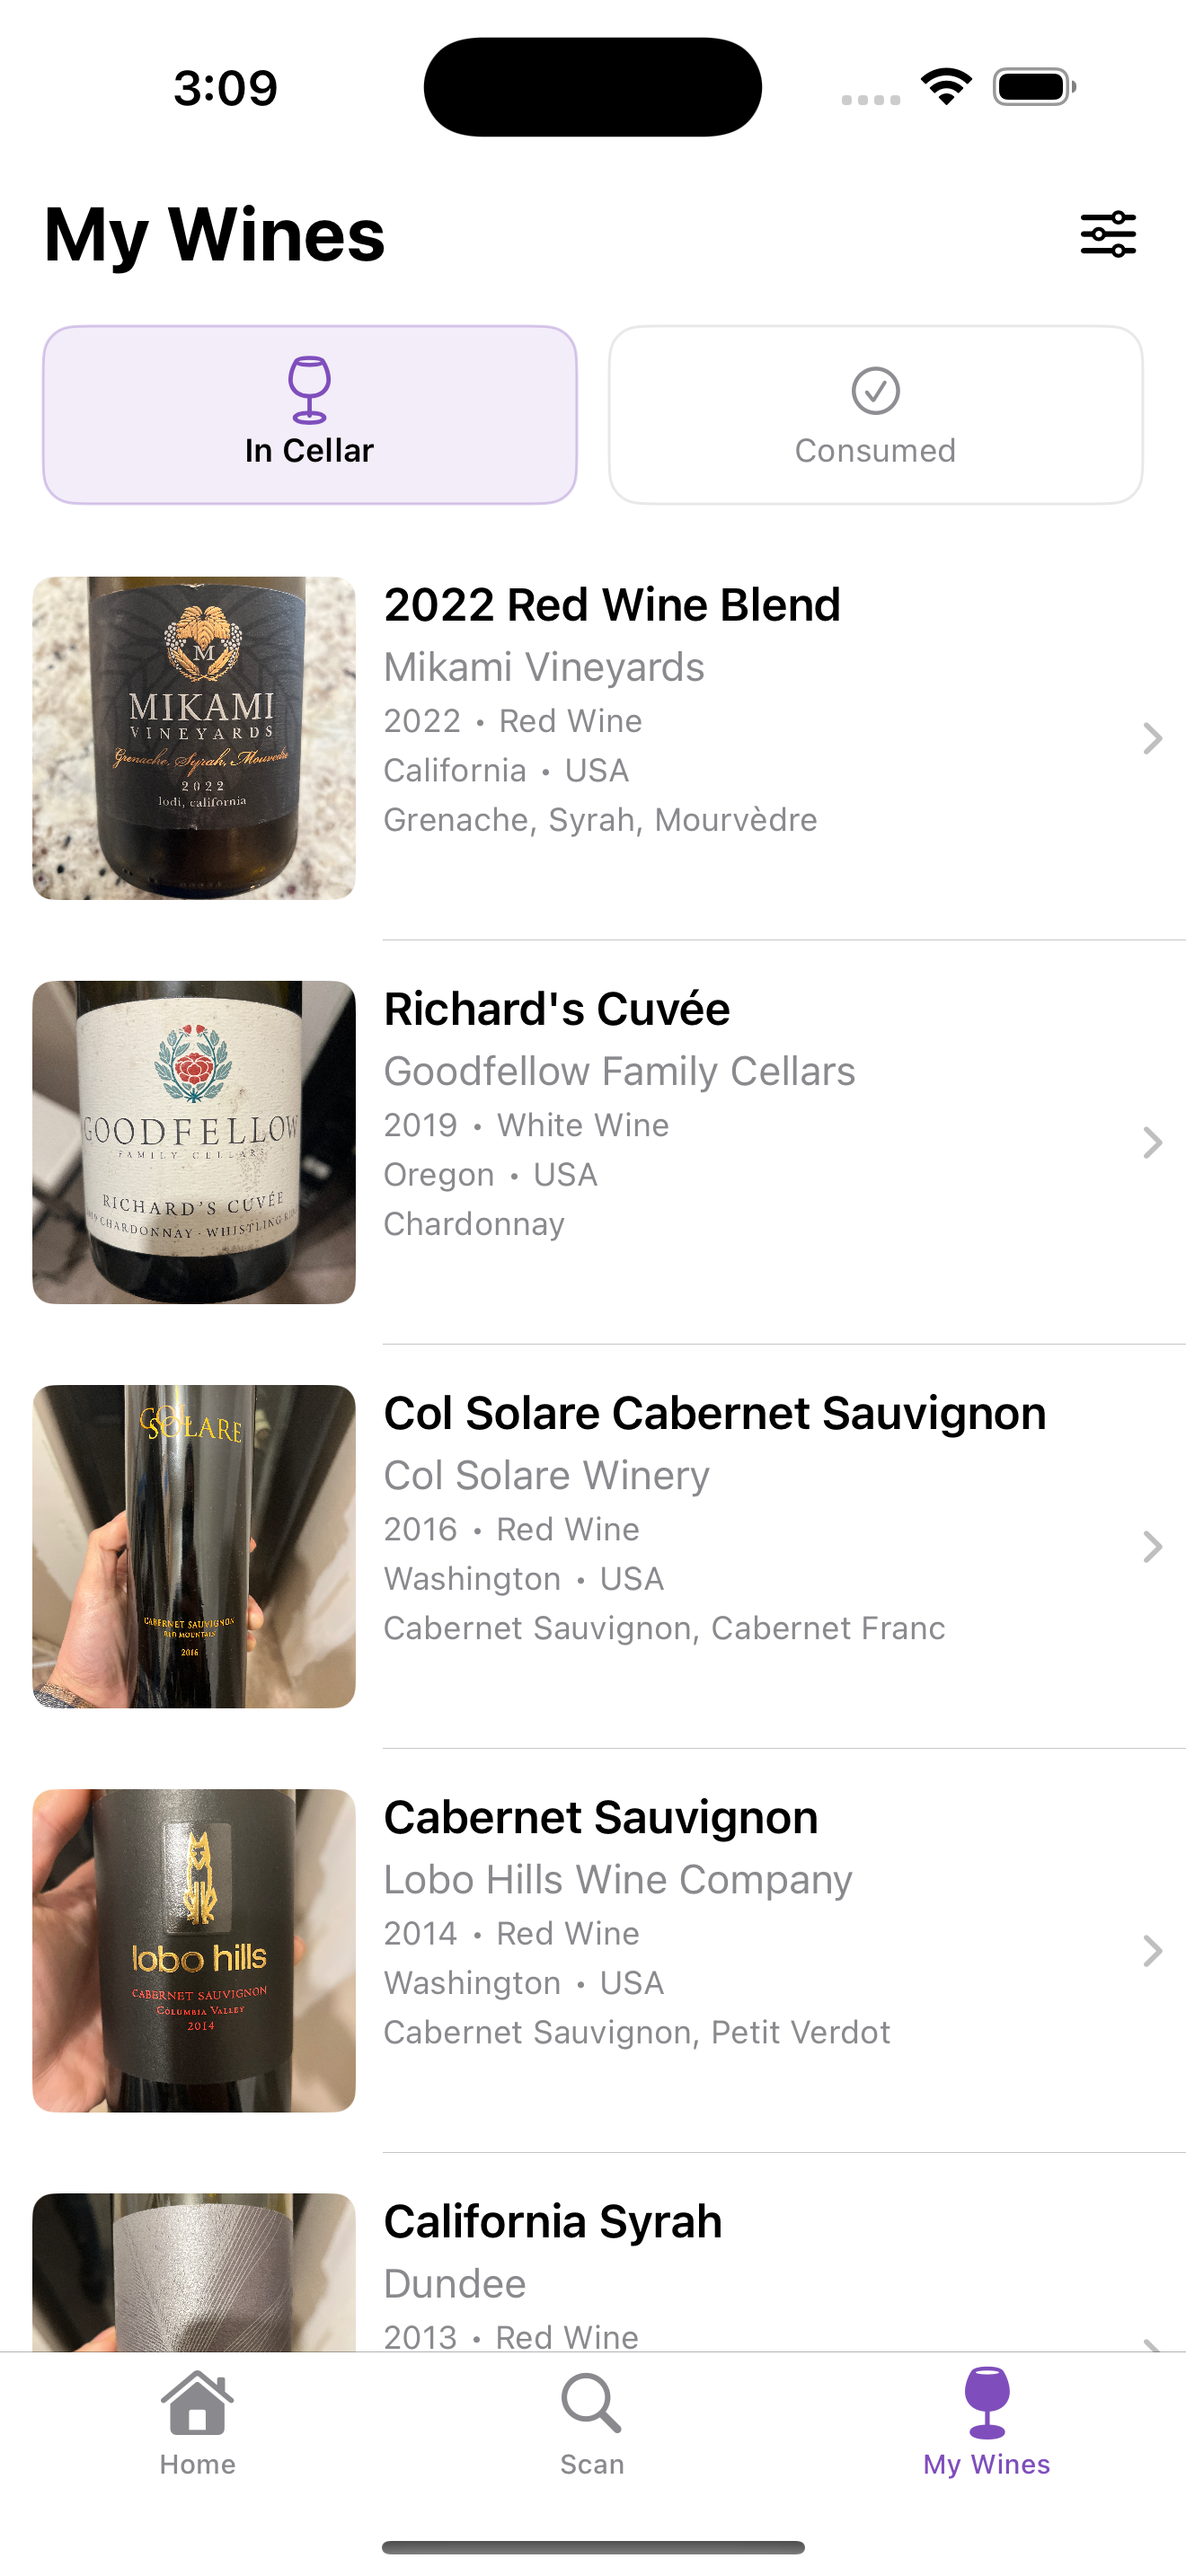 3:09
My Wines
In Cellar
Consumed
M
MIKAMI
VINEYARDS
Grenache, Syrah, Mourvedre
2022
lodi, california
2022 Red Wine Blend
Mikami Vineyards
2022 • Red Wine
California • USA
Grenache, Syrah, Mourvèdre
GOODFELLOW
FAMILY CELLARS
RICHARD'S CUVÉE
CHARDONNAY · WHISTLING
Richard's Cuvée
Goodfellow Family Cellars
2019 • White Wine
Oregon • USA
Chardonnay
COL
SOLARE
CABERNET SAUVIGNON
RED MOUNTAIN
2016
Col Solare Cabernet Sauvignon
Col Solare Winery
2016 • Red Wine
Washington • USA
Cabernet Sauvignon, Cabernet Franc
lobo hills
CABERNET SAUVIGNON
COLUMBIA VALLEY
2014
Cabernet Sauvignon
Lobo Hills Wine Company
2014 • Red Wine
Washington • USA
Cabernet Sauvignon, Petit Verdot
California Syrah
Dundee
2013 • Red Wine
Home
Scan
My Wines